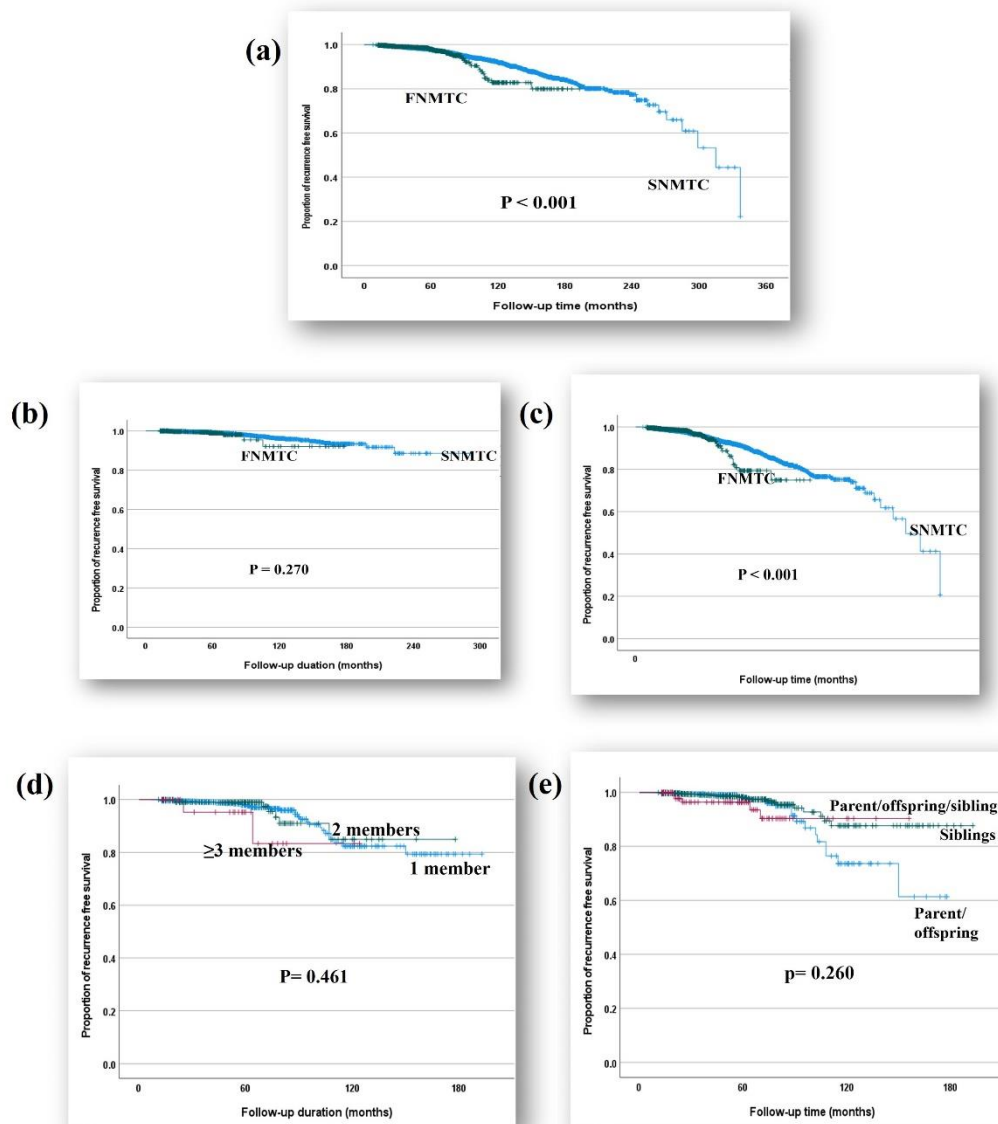 (a)
Proportion of recurrence free survival
1.0
0.8
0.6
0.4
0.2
0.0
FNMTC
SNMTC
P < 0.001
0 60 120 180 240 300 360
Follow-up time (months)
(b)
Proportion of recurrence free survival
1.0
0.8
0.6
0.4
0.2
0.0
FNMTC
SNMTC
P = 0.270
0 60 120 180 240 300
Follow-up duation (months)
(c)
Proportion of recurrence free survival
1.0
0.8
0.6
0.4
0.2
0.0
FNMTC
SNMTC
P < 0.001
0
Follow-up time (months)
(d)
Proportion of recurrence free survival
1.0
0.8
0.6
0.4
0.2
0.0
2 members
≥3 members
1 member
P= 0.461
0 60 120 180
Follow-up duration (months)
(e)
Proportion of recurrence free survival
1.0
0.8
0.6
0.4
0.2
0.0
Parent/offspring/sibling
Siblings
Parent/
offspring
p= 0.260
0 60 120 180
Follow-up time (months)